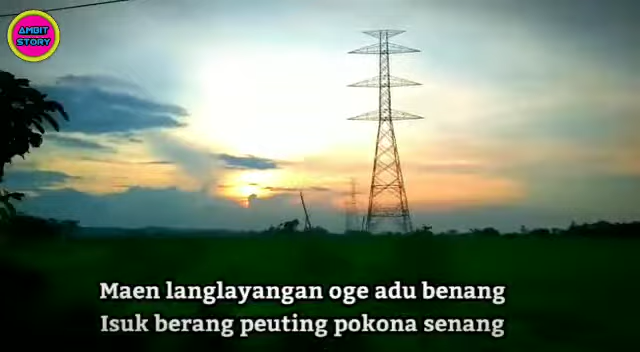 AMBIT
STORY
Maen langlayangan oge adu benang
Isuk berang peuting pokona senang